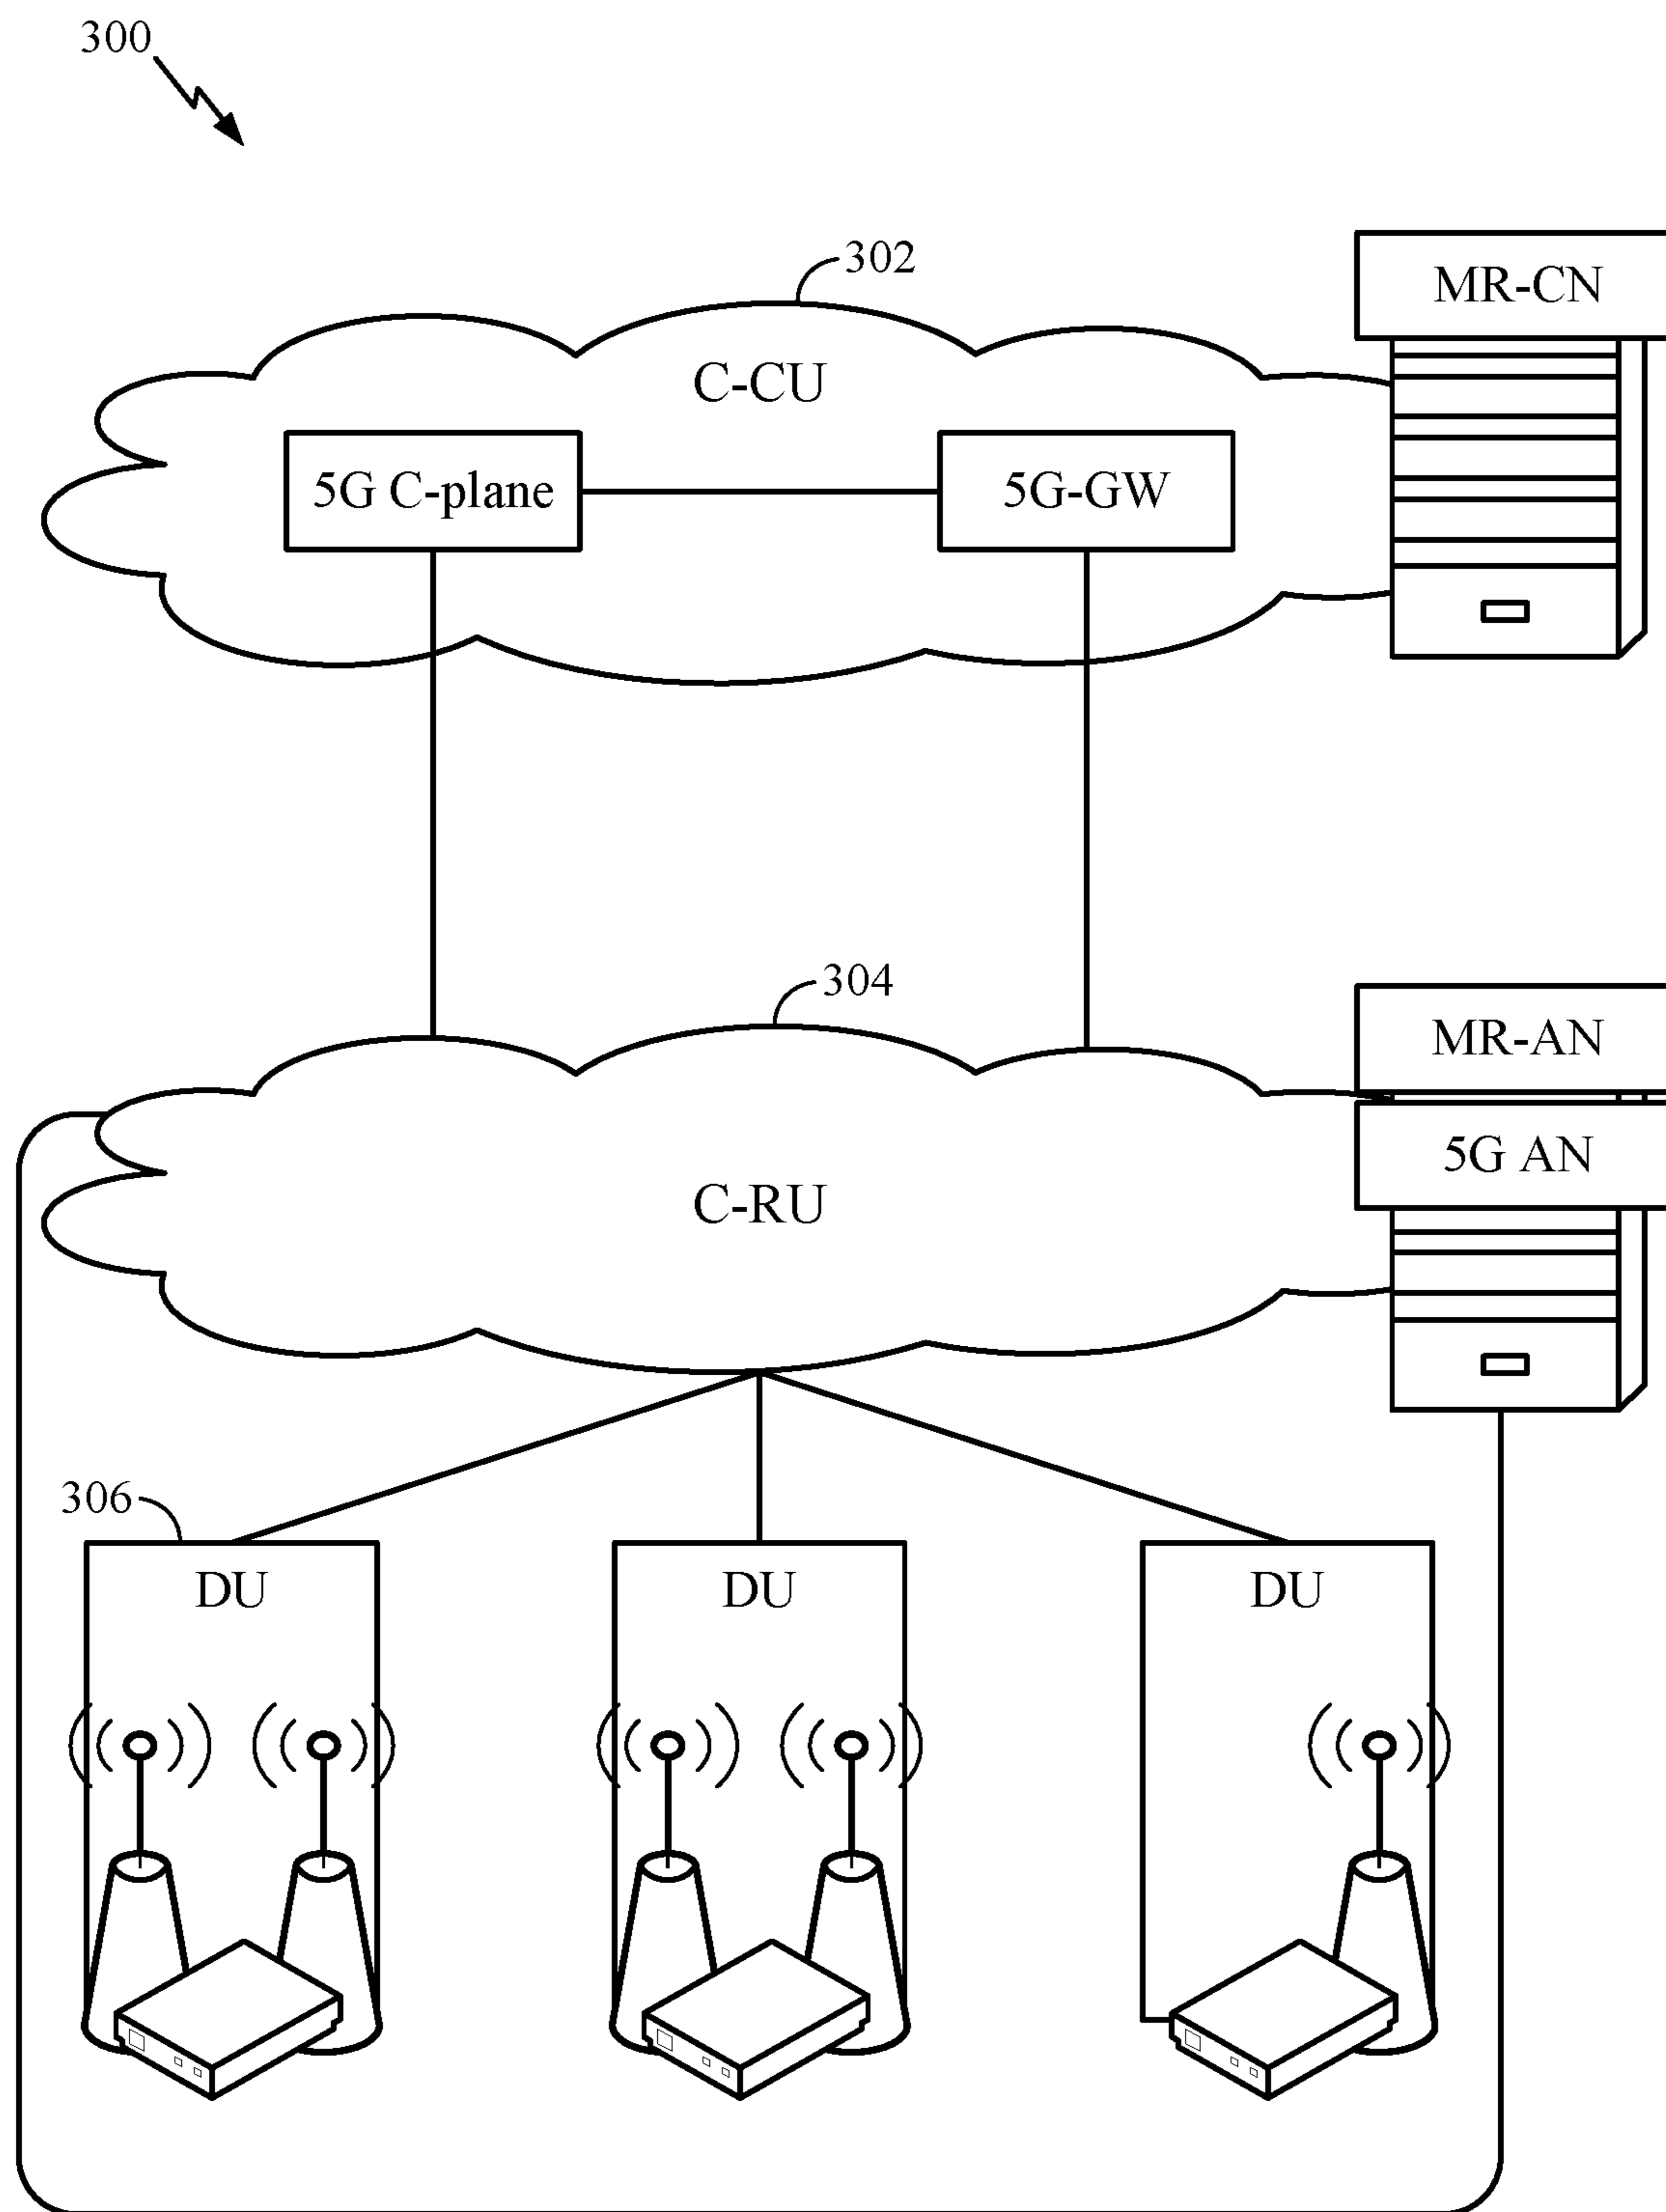 300
302
MR-CN
C-CU
5G C-plane
5G-GW
304
MR-AN
5G AN
C-RU
306
DU
DU
DU